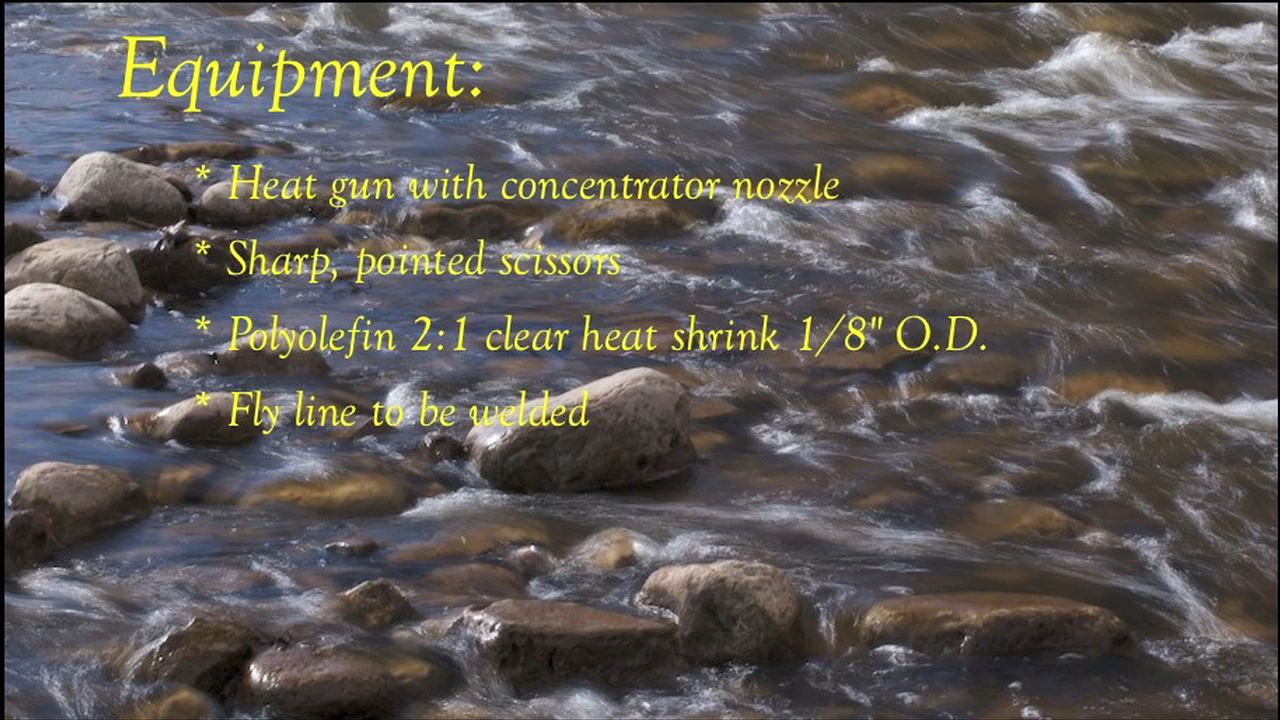 Equipment:
* Heat gun with concentrator nozzle
* Sharp, pointed scissors
* Polyolefin 2:1 clear heat shrink 1/8" O.D.
* Fly line to be welded